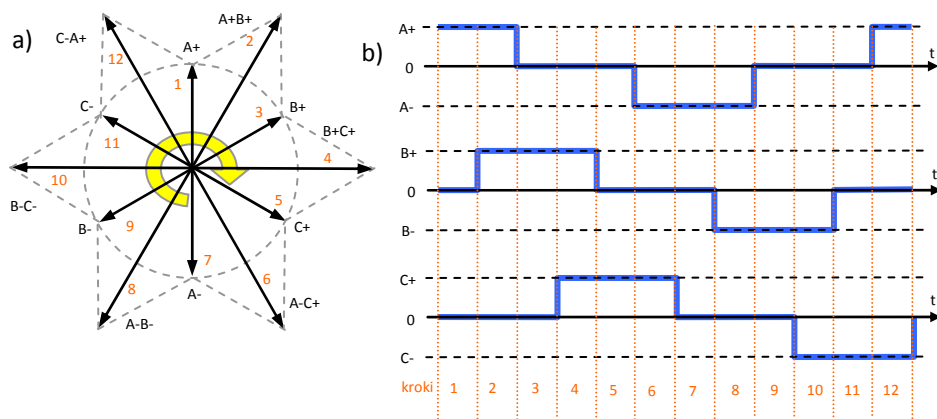 a)
C-A+
A+B+
12
2
A+
1
C-
3
B+
11
B+C+
4
10
B-C-
5
B-
9
C+
7
8
6
A-
A-B-
A-C+
b)
A+
0
A-
t
B+
0
B-
t
C+
0
C-
t
kroki 1 2 3 4 5 6 7 8 9 10 11 12